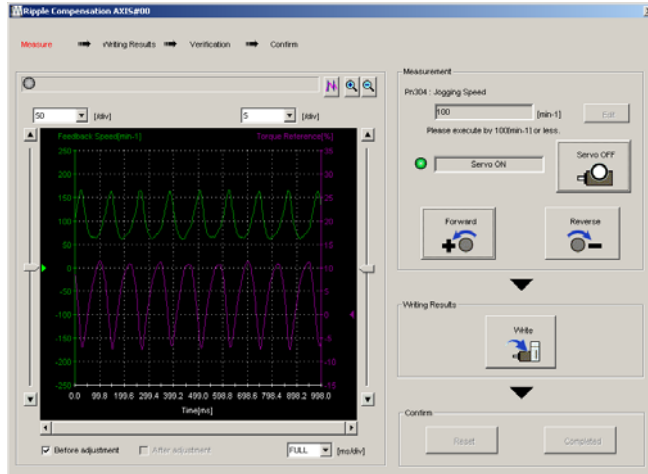 Ripple Compensation AXIS#00
Measure Writing Results Verification Confirm
50 [/div] 5 [/div]
Feedback Speed[min-1] Torque Reference[%]
250 35
200 30
150 25
100 20
50 15
0 10
-50 5
-100 0
-150 -5
-200 -10
-250 -15
0.0 99.8 199.6 299.4 399.2 499.0 598.8 698.6 798.4 898.2 998.0
Time[ms]
Before adjustment After adjustment FULL [ms/div]
Measurement
Pn304 : Jogging Speed
100 [min-1] Edit
Please execute by 100[min-1] or less.
Servo ON Servo OFF
Forward Reverse
Writing Results
Write
Confirm
Reset Completed